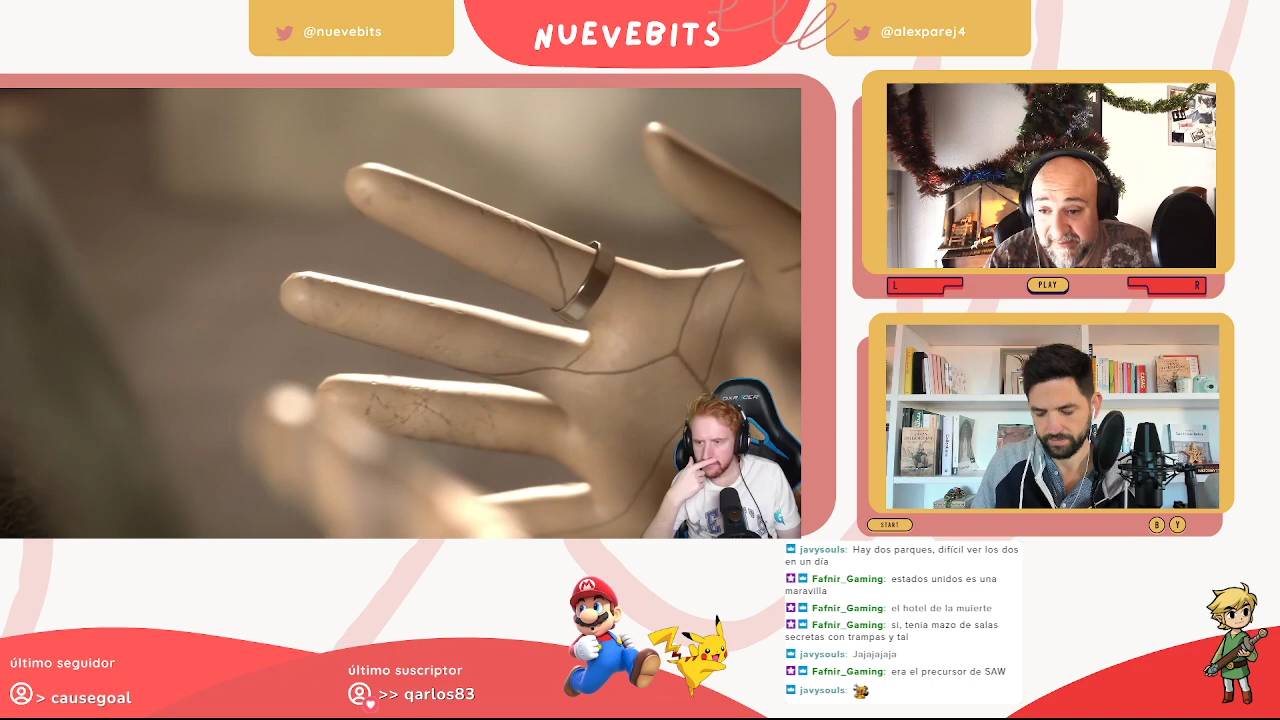 @nuevebits
NUEVEBITS
@alexparej4
L
PLAY
R
START
B
Y
javysouls: Hay dos parques, difícil ver los dos
en un día
Fafnir_Gaming: estados unidos es una
maravilla
Fafnir_Gaming: el hotel de la muierte
Fafnir_Gaming: si, tenia mazo de salas
secretas con trampas y tal
javysouls: Jajajajaja
Fafnir_Gaming: era el precursor de SAW
javysouls:
último seguidor
> causegoal
último suscriptor
>> qarlos83